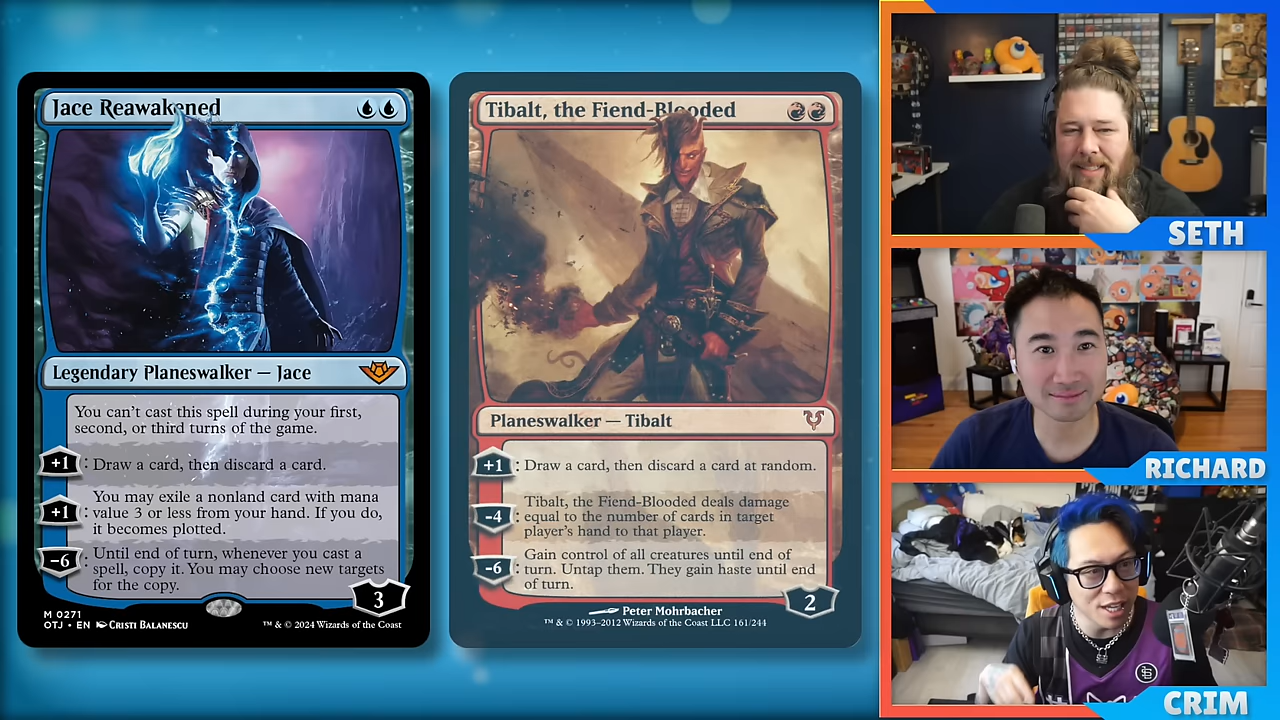 Jace Reawakened
Legendary Planeswalker — Jace
You can't cast this spell during your first,
second, or third turns of the game.
+1: Draw a card, then discard a card.
You may exile a nonland card with mana
+1: value 3 or less from your hand. If you do,
it becomes plotted.
Until end of turn, whenever you cast a
-6: spell, copy it. You may choose new targets
for the copy.
3
M 0271
OTJ • EN Cristi Balanescu
™ & © 2024 Wizards of the Coast
Tibalt, the Fiend-Blooded
Planeswalker — Tibalt
+1: Draw a card, then discard a card at random.
Tibalt, the Fiend-Blooded deals damage
-4: equal to the number of cards in target
player's hand to that player.
Gain control of all creatures until end of
-6: turn. Untap them. They gain haste until end
of turn.
2
Peter Mohrbacher
™ & © 1993–2012 Wizards of the Coast LLC 161/244
SETH
RICHARD
CRIM